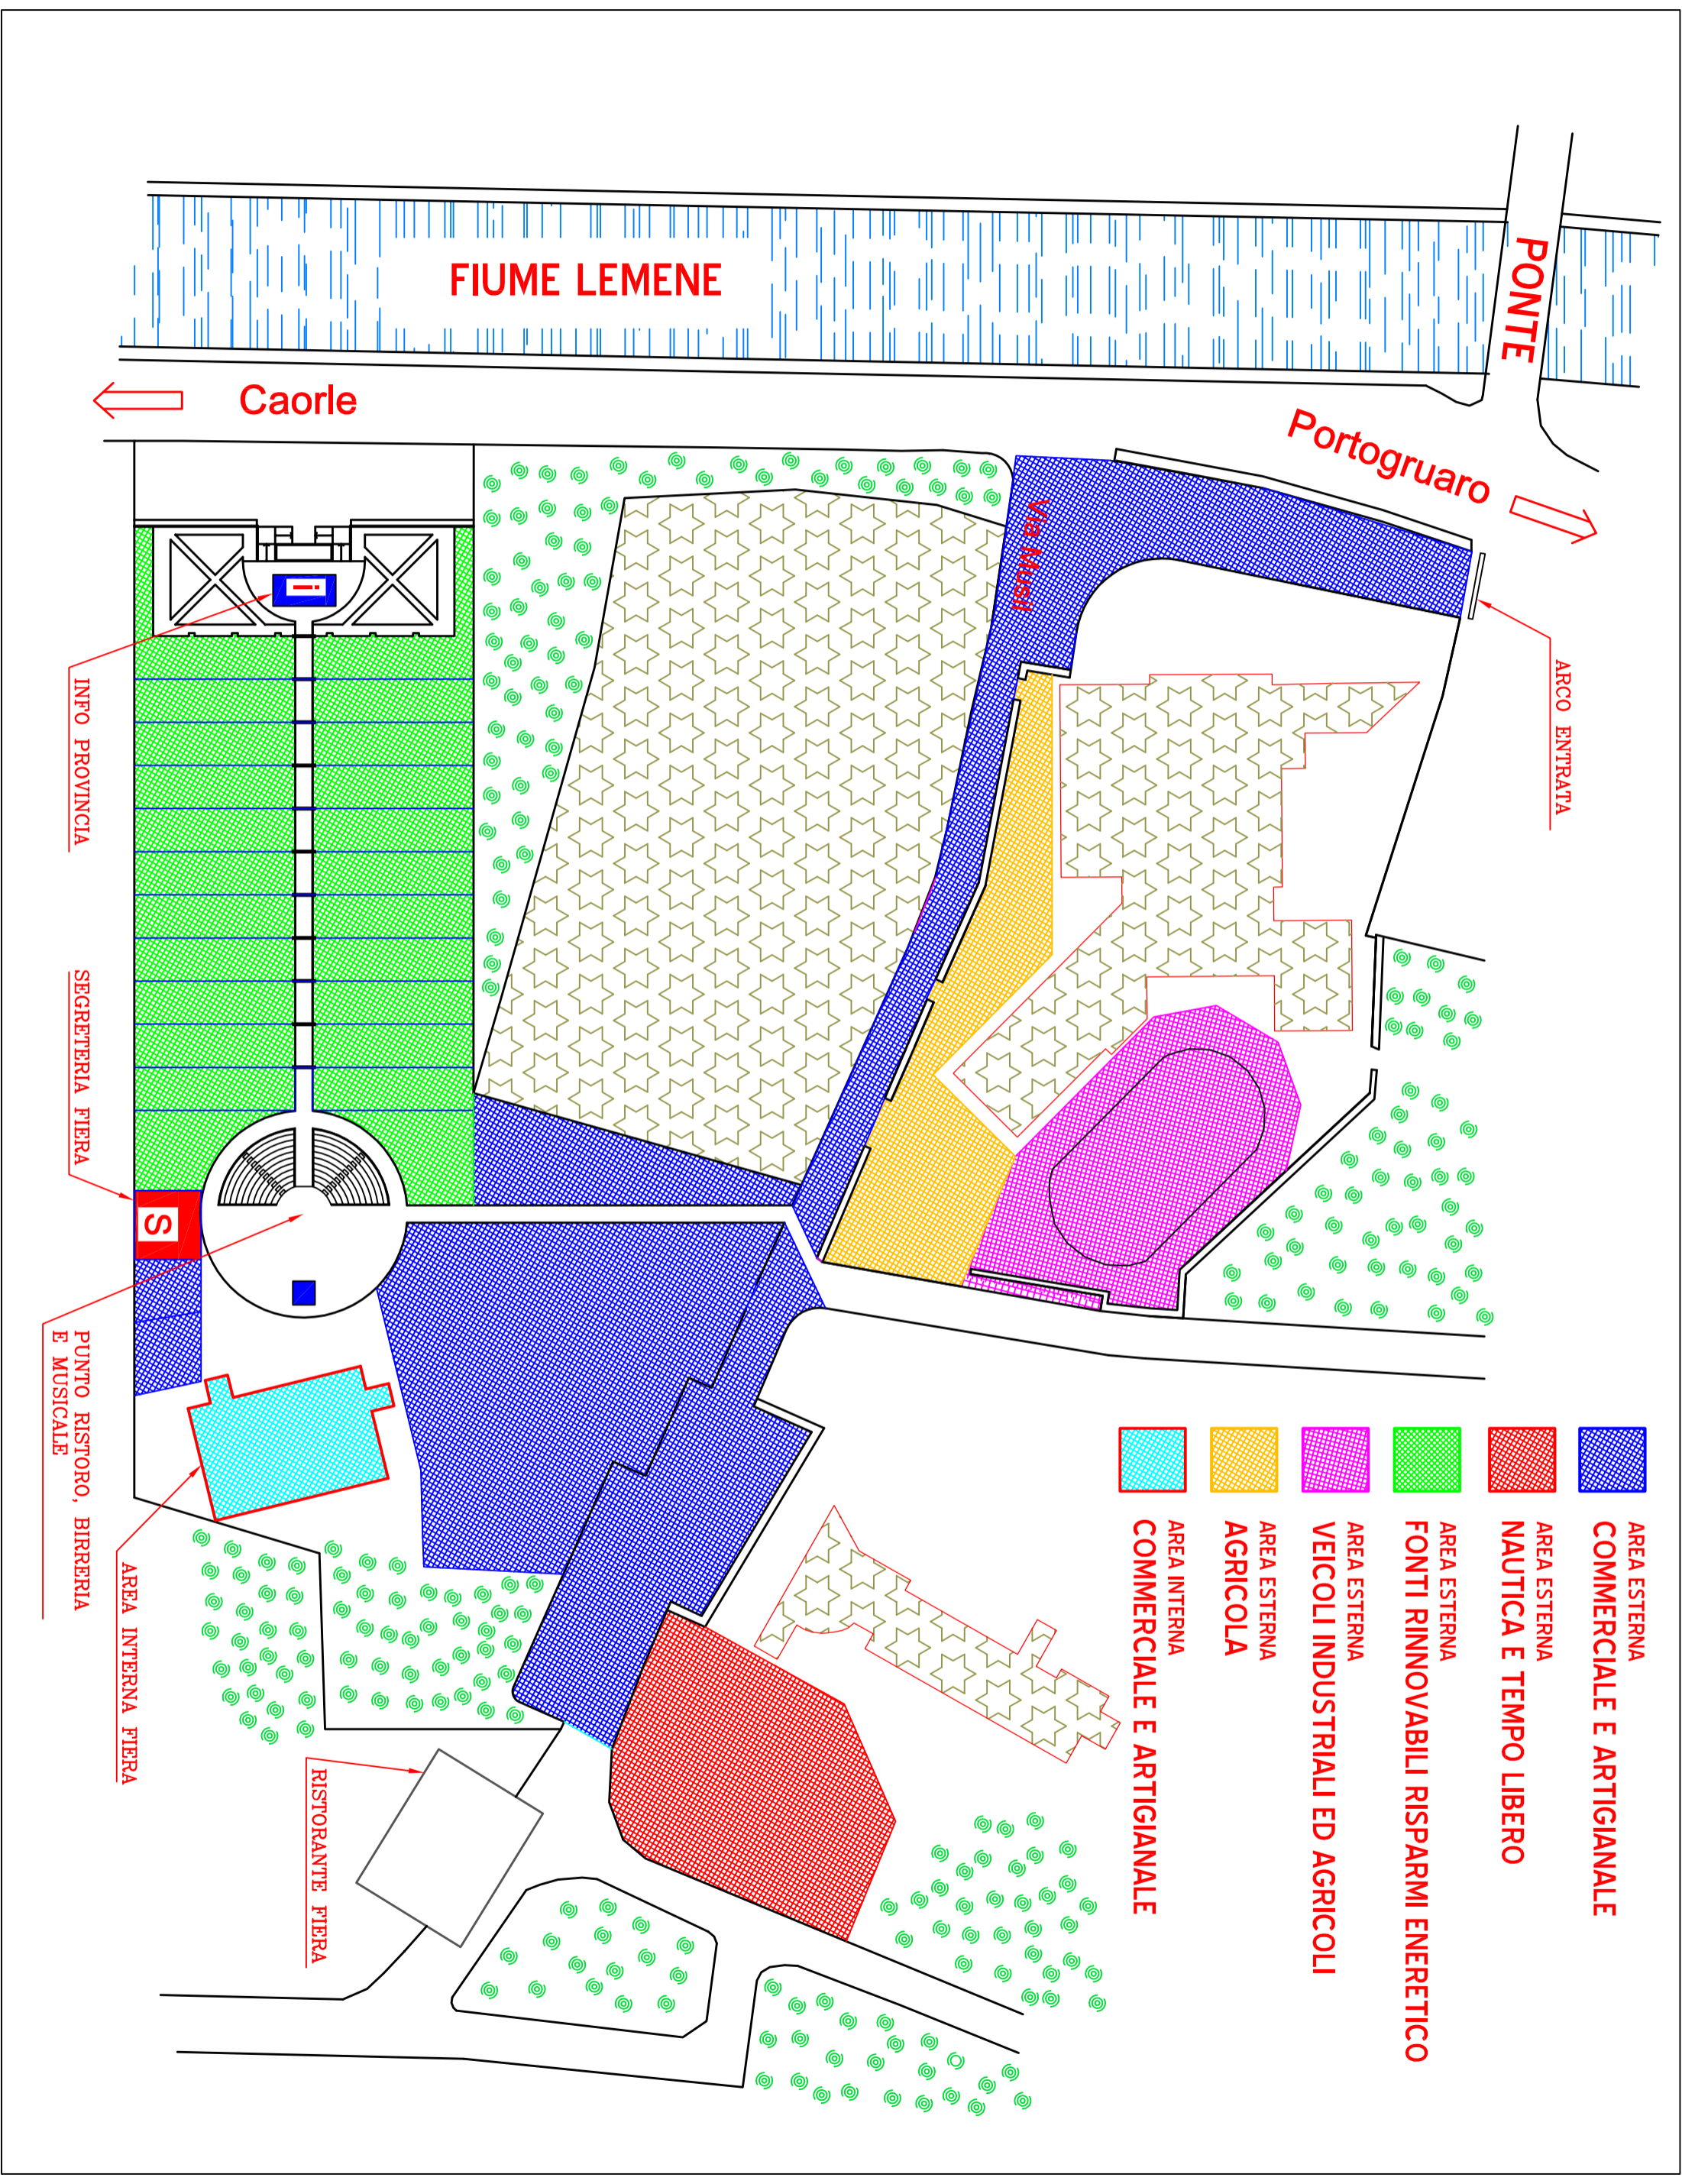 FIUME LEMENE
PONTE
Caorle
Portogruaro
Via Musil
ARCO ENTRATA
i
INFO PROVINCIA
SEGRETERIA FIERA
S
PUNTO RISTORO, BIRRERIA
E MUSICALE
AREA INTERNA FIERA
RISTORANTE FIERA
AREA ESTERNA
COMMERCIALE E ARTIGIANALE
AREA ESTERNA
NAUTICA E TEMPO LIBERO
AREA ESTERNA
FONTI RINNOVABILI RISPARMI ENERETICO
AREA ESTERNA
VEICOLI INDUSTRIALI ED AGRICOLI
AREA ESTERNA
AGRICOLA
AREA INTERNA
COMMERCIALE E ARTIGIANALE